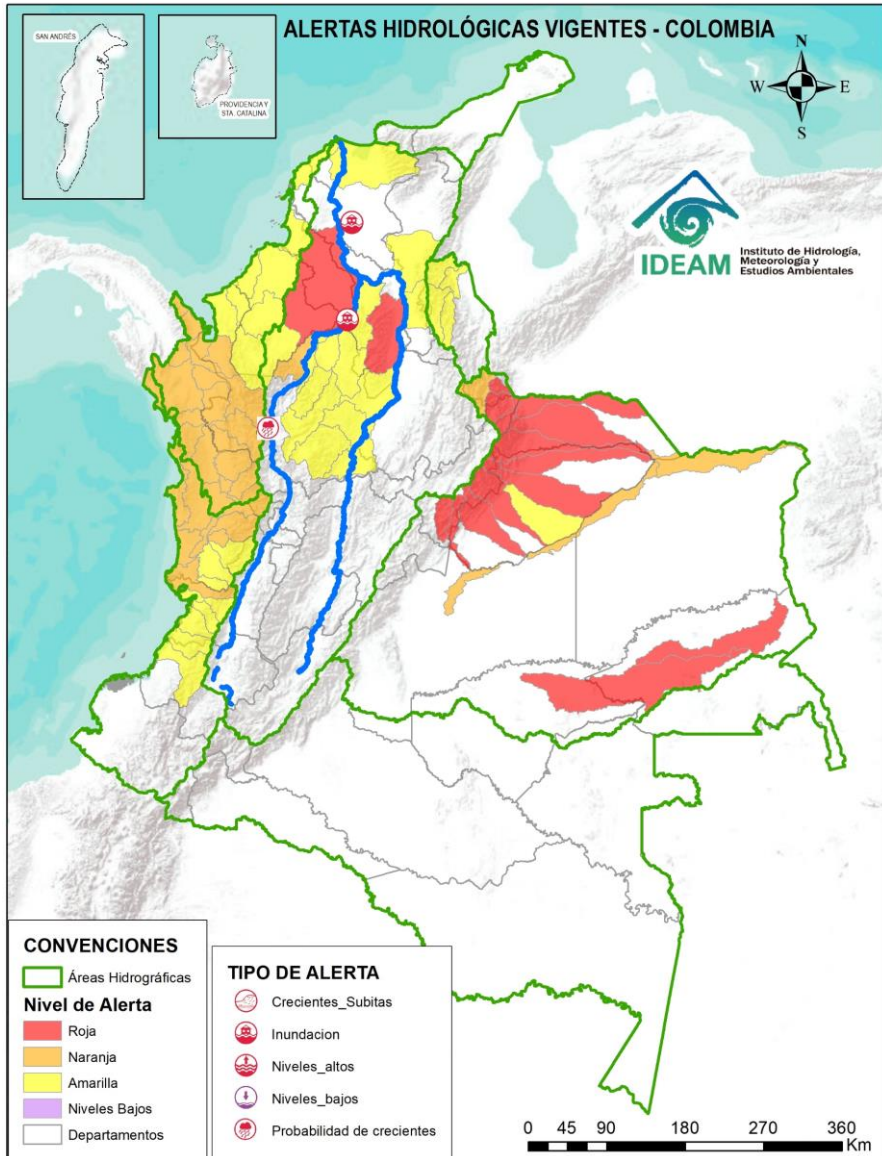 ALERTAS HIDROLÓGICAS VIGENTES - COLOMBIA
SAN ANDRÉS
PROVIDENCIA Y
STA. CATALINA
N
W
E
S
IDEAM
Instituto de Hidrología,
Meteorología y
Estudios Ambientales
CONVENCIONES
Áreas Hidrográficas
Nivel de Alerta
Roja
Naranja
Amarilla
Niveles Bajos
Departamentos
TIPO DE ALERTA
Crecientes_Subitas
Inundacion
Niveles_altos
Niveles_bajos
Probabilidad de crecientes
0 45 90 180 270 360
Km